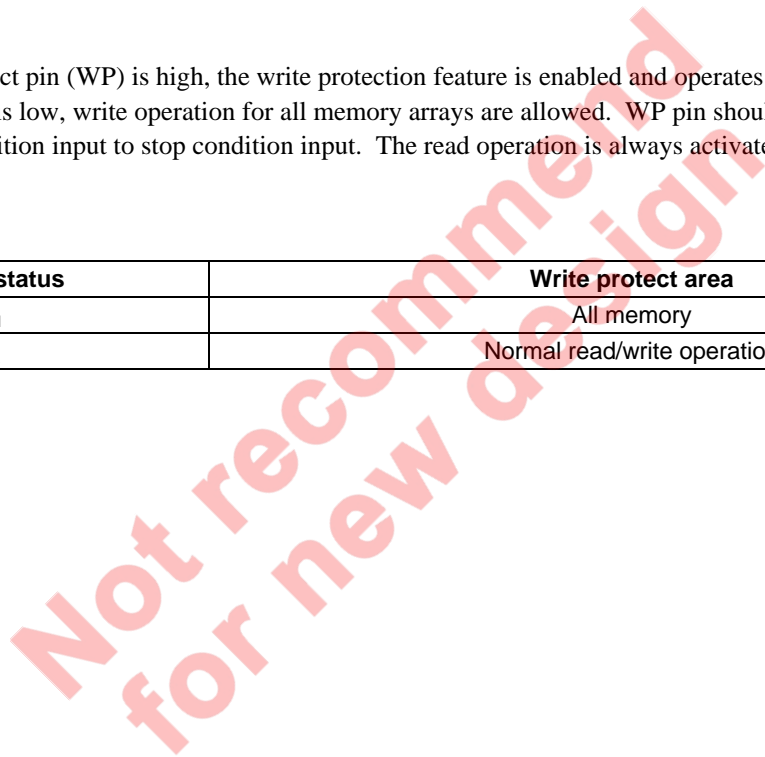 ct pin (WP) is high, the write protection feature is enabled and operates
s low, write operation for all memory arrays are allowed. WP pin shoul
ition input to stop condition input. The read operation is always activate
status Write protect area
All memory
Normal read/write operatio
Not recommend
for new design